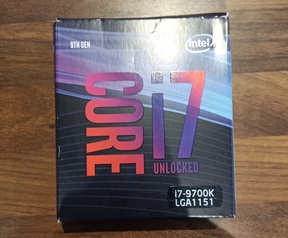 9TH GEN
intel
CORE
i7
UNLOCKED
i7-9700K
LGA1151